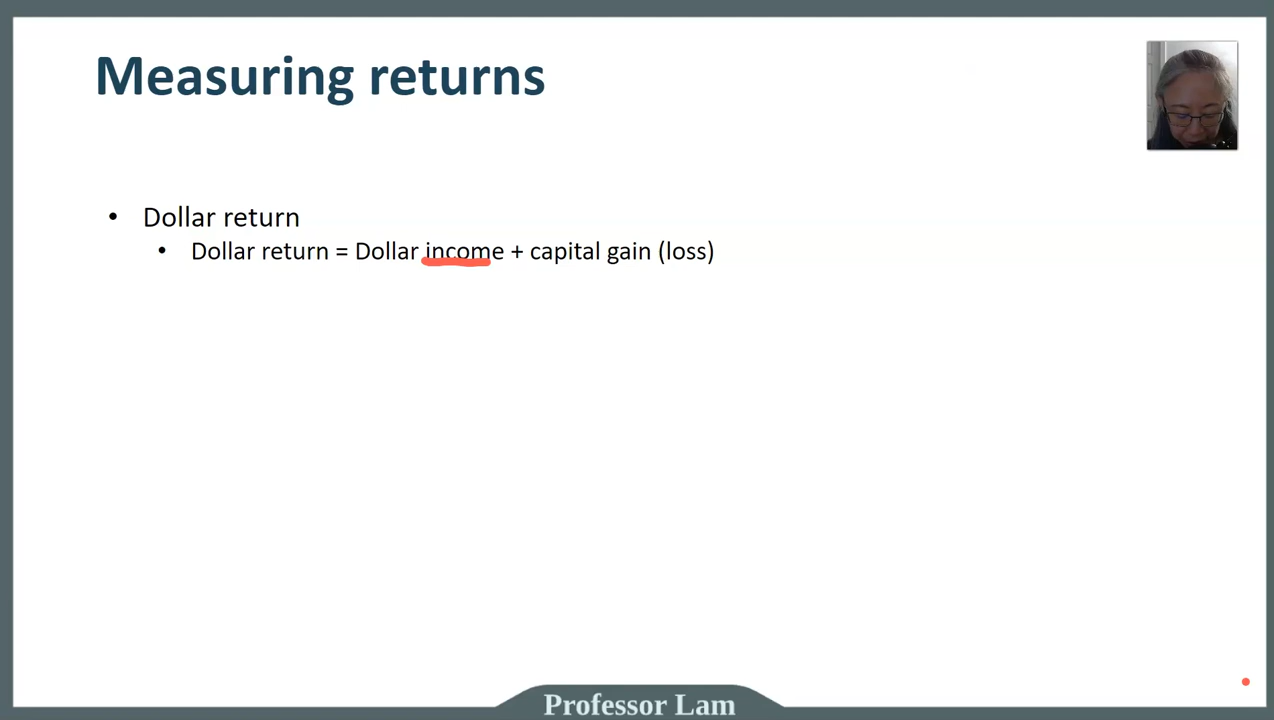 Measuring returns
• Dollar return
• Dollar return = Dollar income + capital gain (loss)
Professor Lam